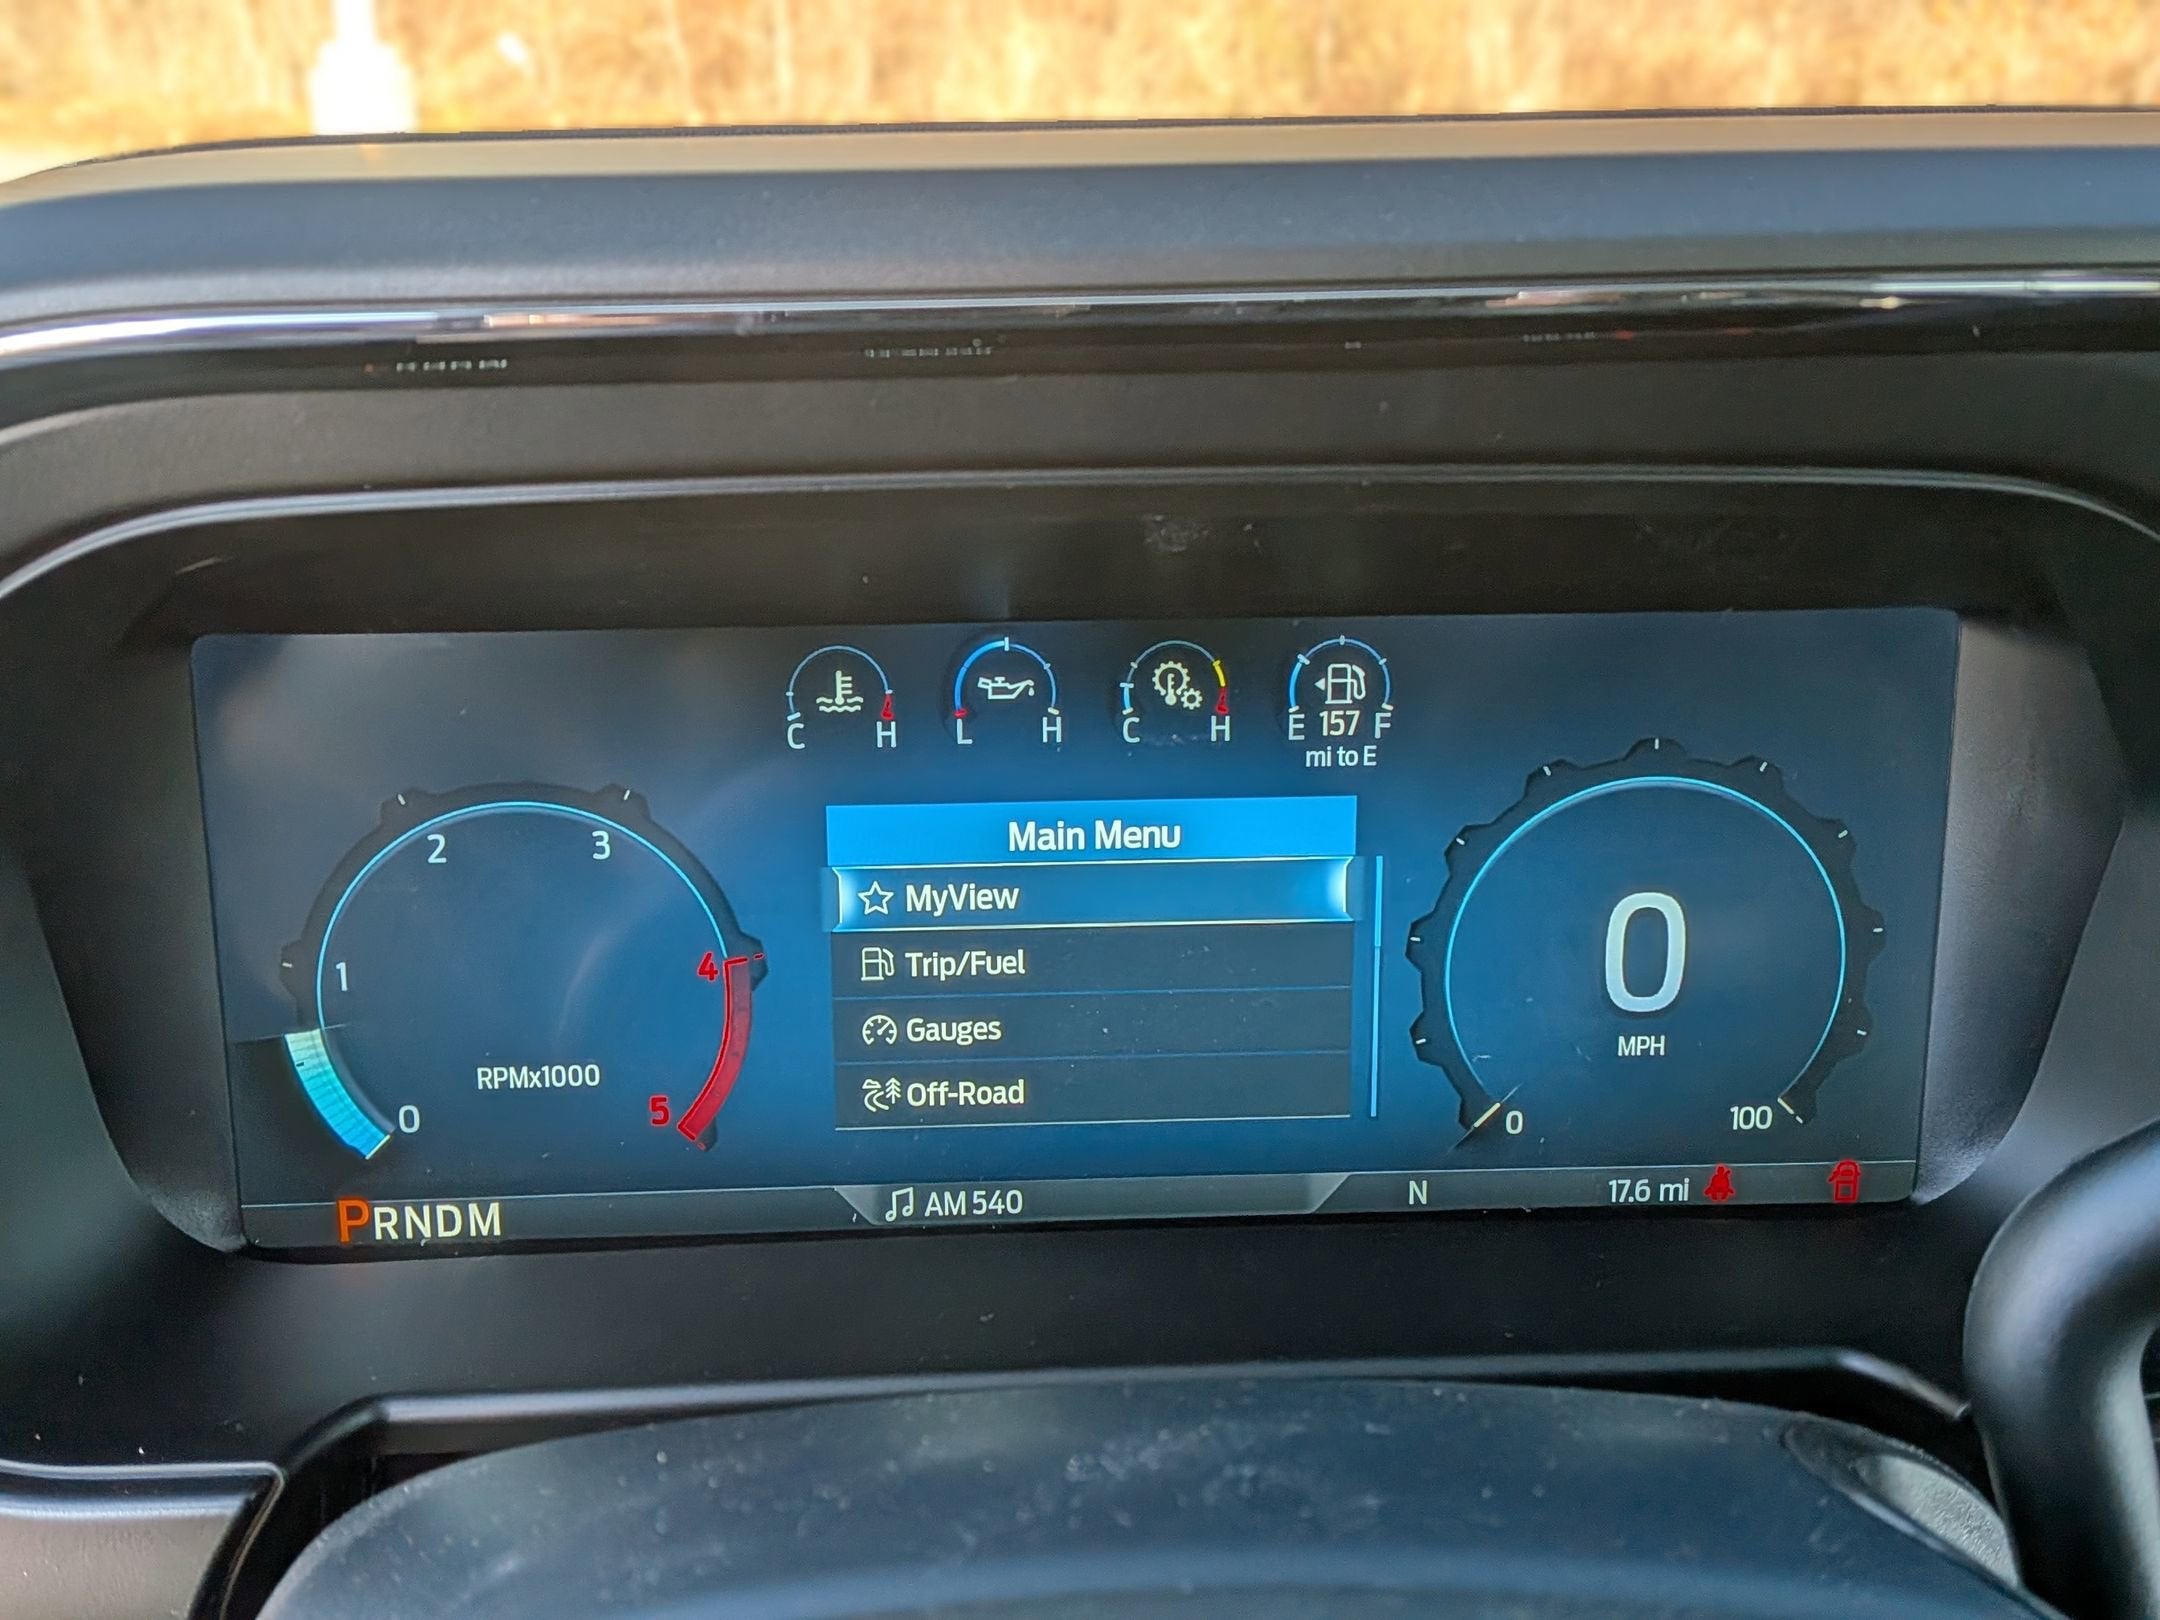 C H
L H
C H
E 157 F
mi to E
Main Menu
MyView
Trip/Fuel
Gauges
Off-Road
0
1
2
3
4
5
RPMx1000
0
MPH
0 100
PRNDM
AM 540
N
17.6 mi